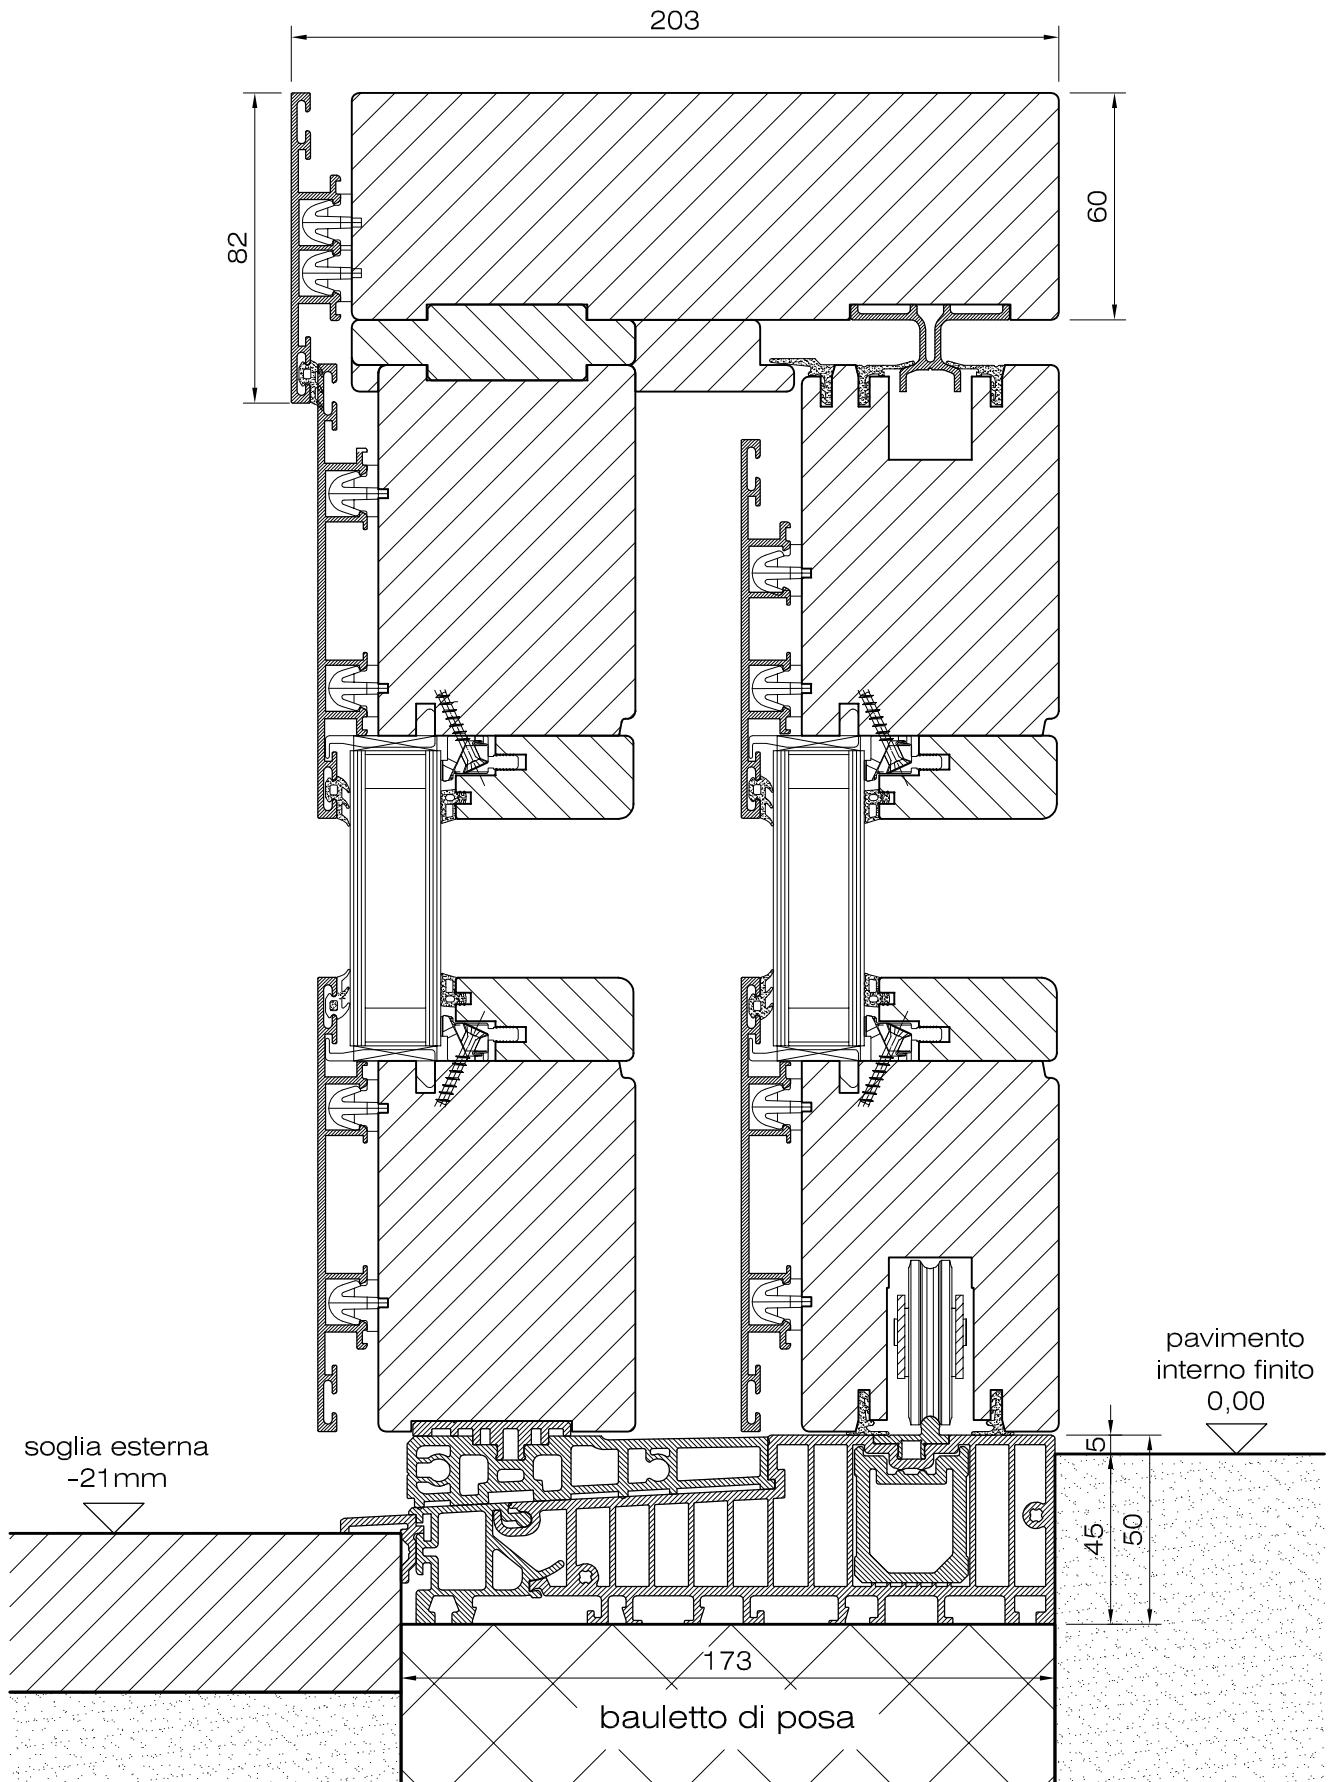 203
82
60
pavimento
interno finito
0,00
soglia esterna
-21mm
5
45
50
173
bauletto di posa